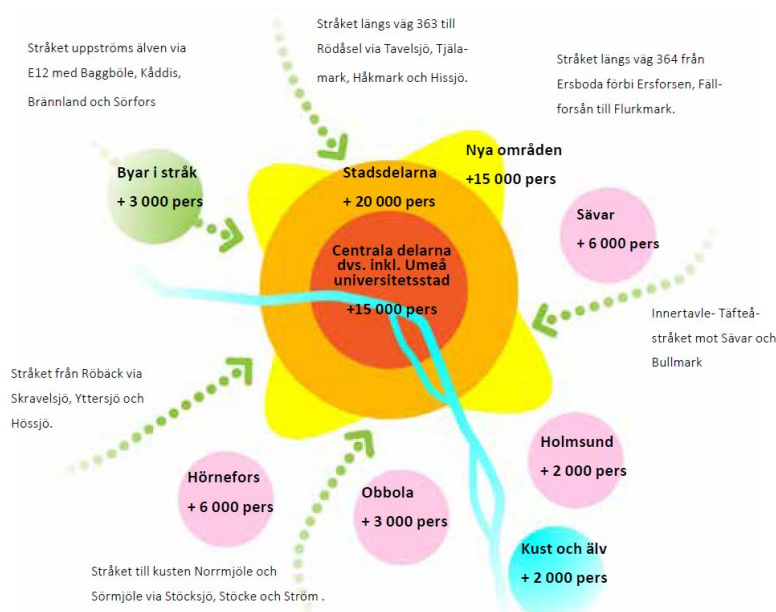 Stråket längs väg 363 till
Rödåsel via Tavelsjö, Tjäla-
mark, Håkmark och Hissjö.
Stråket uppströms älven via
E12 med Baggböle, Kåddis,
Brännland och Sörfors
Stråket längs väg 364 från
Ersboda förbi Ersforsen, Fäll-
forsån till Flurkmark.
Byar i stråk
+ 3 000 pers
Stadsdelarna
+ 20 000 pers
Nya områden
+15 000 pers
Sävar
+ 6 000 pers
Centrala delarna
dvs. inkl. Umeå
universitetsstad
+15 000 pers
Innertavle- Täfteå-
stråket mot Sävar och
Bullmark
Stråket från Röbäck via
Skravelsjö, Yttersjö och
Hössjö.
Holmsund
+ 2 000 pers
Hörnefors
+ 6 000 pers
Obbola
+ 3 000 pers
Kust och älv
+ 2 000 pers
Stråket till kusten Norrmjöle och
Sörmjöle via Stöcksjö, Stöcke och Ström .